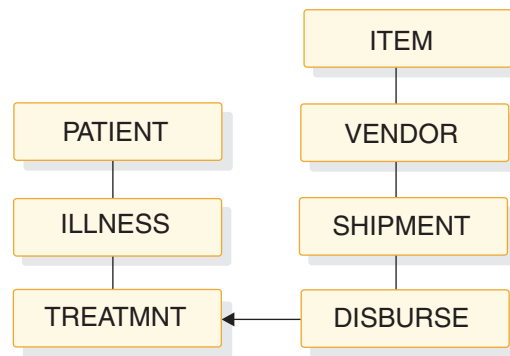 ITEM
PATIENT
VENDOR
ILLNESS
SHIPMENT
TREATMNT
DISBURSE